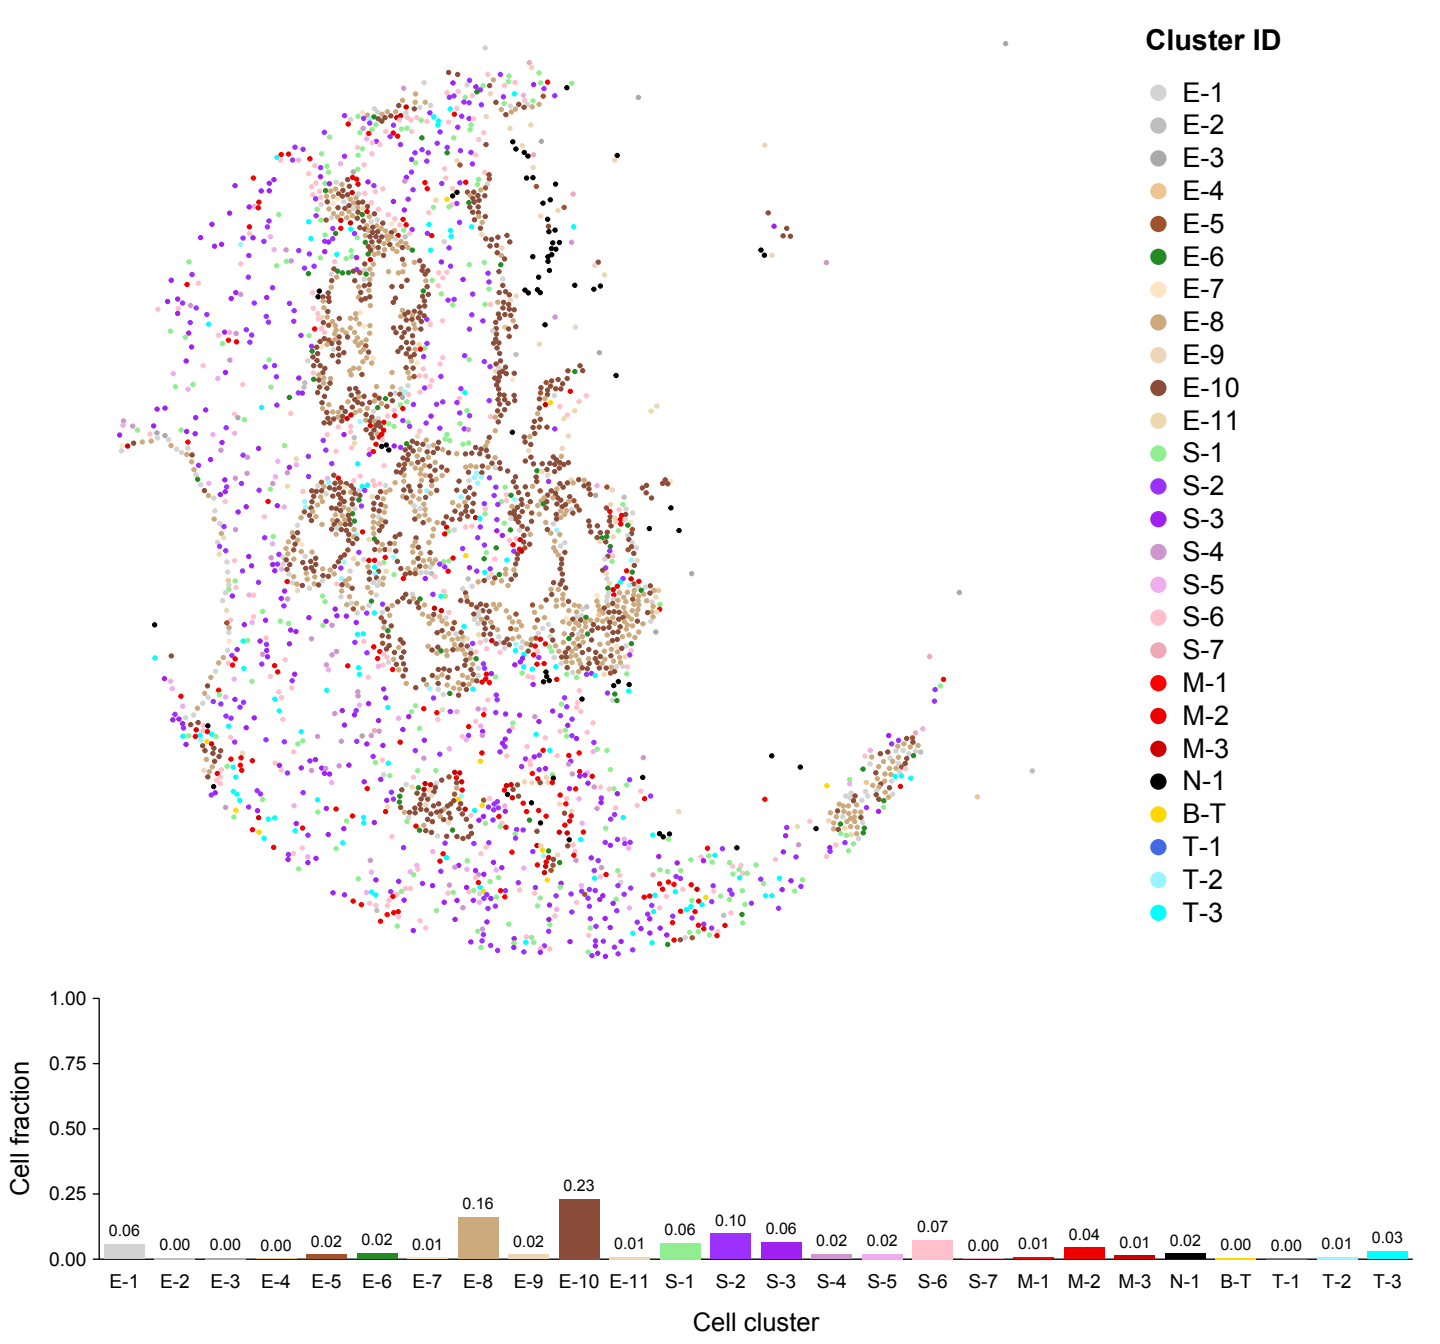 Cluster ID
E-1
E-2
E-3
E-4
E-5
E-6
E-7
E-8
E-9
E-10
E-11
S-1
S-2
S-3
S-4
S-5
S-6
S-7
M-1
M-2
M-3
N-1
B-T
T-1
T-2
T-3
1.00
0.75
0.50
0.25
0.00
Cell fraction
0.06 0.00 0.00 0.00 0.02 0.02 0.01 0.16 0.02 0.23 0.01 0.06 0.10 0.06 0.02 0.02 0.07 0.00 0.01 0.04 0.01 0.02 0.00 0.00 0.01 0.03
E-1 E-2 E-3 E-4 E-5 E-6 E-7 E-8 E-9 E-10 E-11 S-1 S-2 S-3 S-4 S-5 S-6 S-7 M-1 M-2 M-3 N-1 B-T T-1 T-2 T-3
Cell cluster